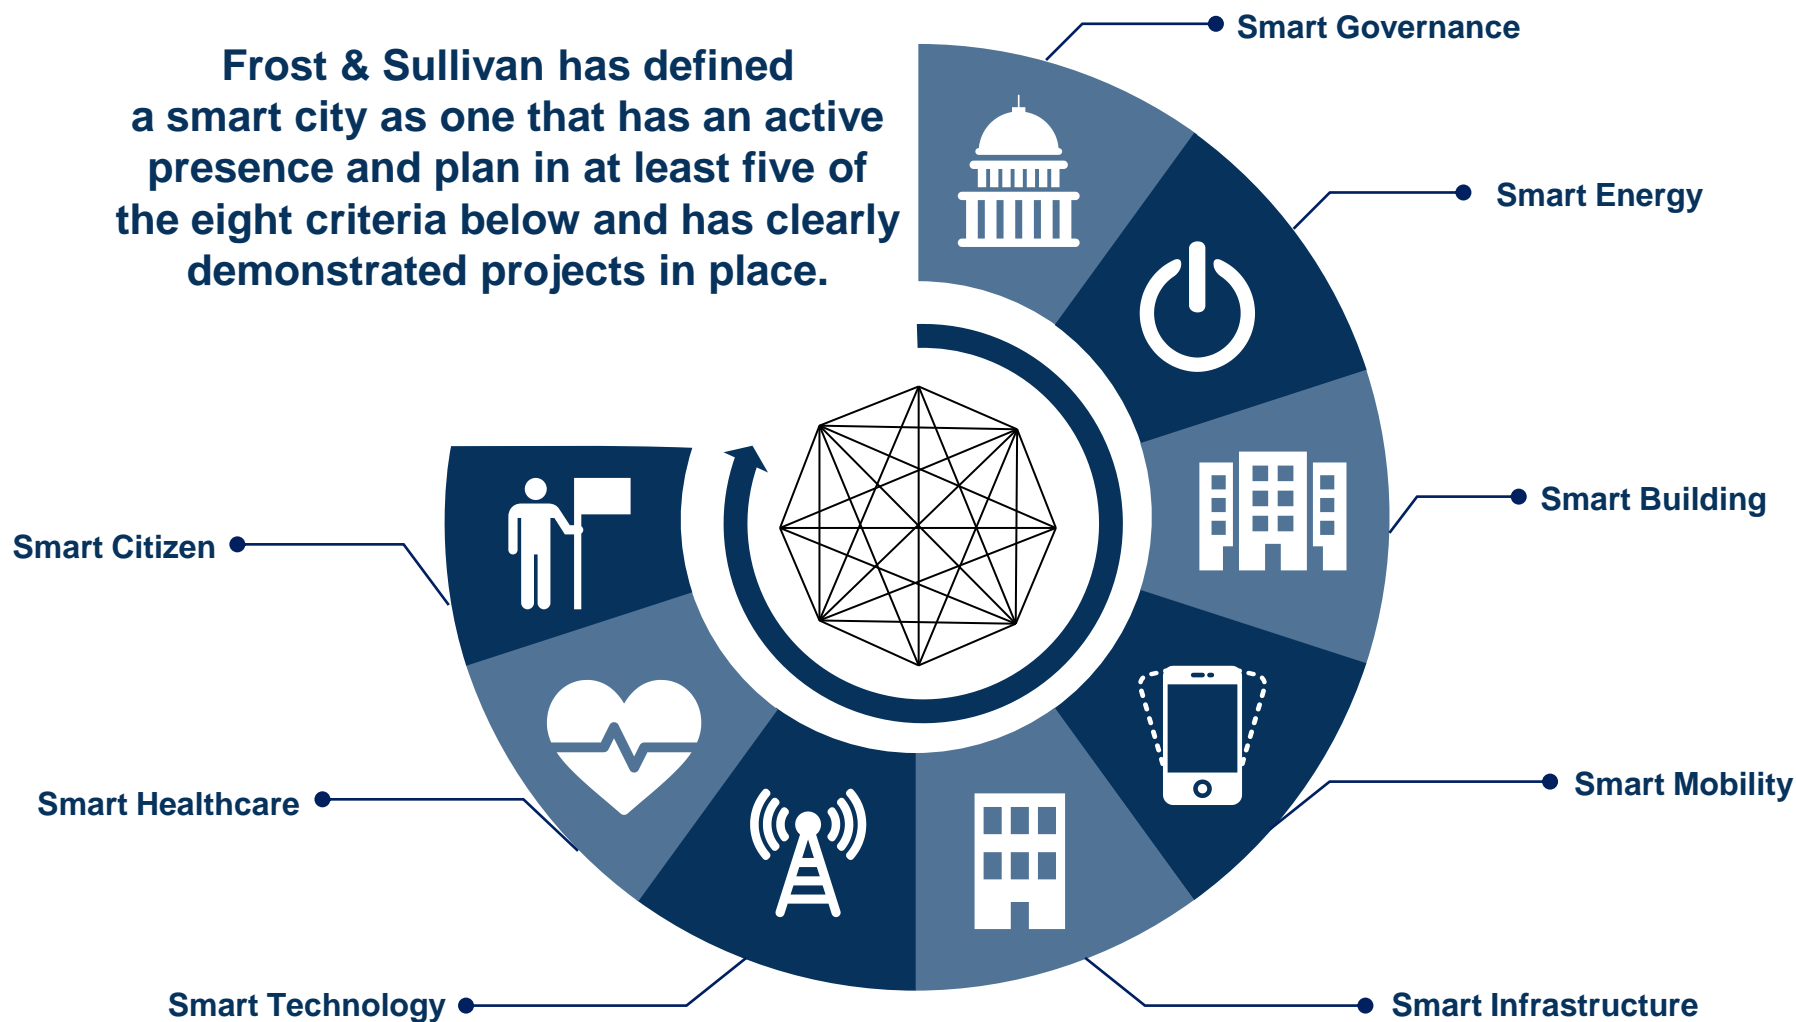 Frost & Sullivan has defined
a smart city as one that has an active
presence and plan in at least five of
the eight criteria below and has clearly
demonstrated projects in place.
Smart Governance
Smart Energy
Smart Building
Smart Mobility
Smart Infrastructure
Smart Technology
Smart Healthcare
Smart Citizen